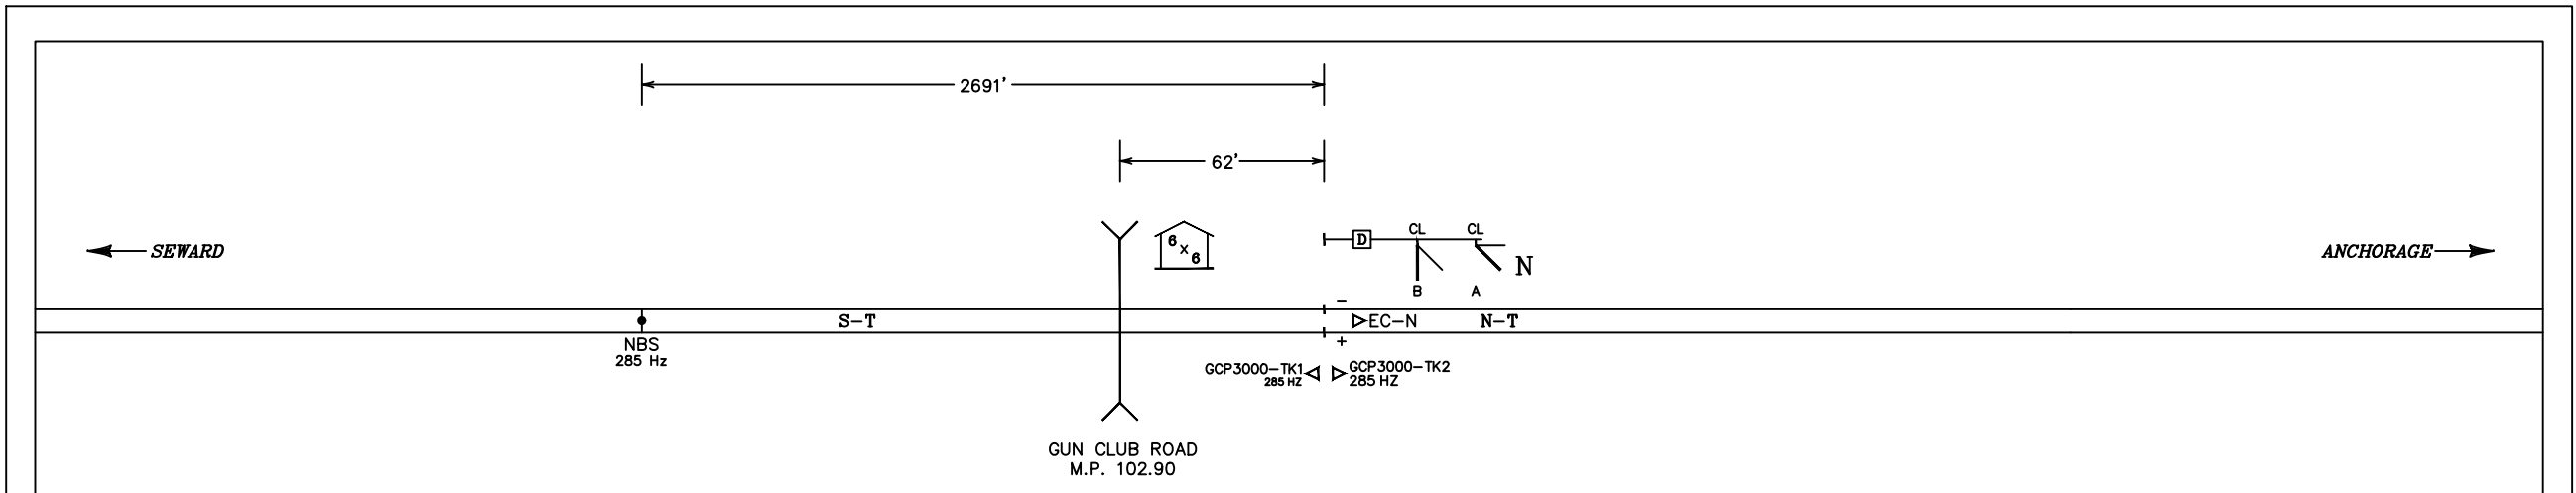 2691'
62'
SEWARD
6 x 6
D
CL
CL
N
ANCHORAGE
B
A
−
S-T
EC-N
N-T
+
NBS
285 Hz
GCP3000-TK1
285 HZ
GCP3000-TK2
285 HZ
GUN CLUB ROAD
M.P. 102.90